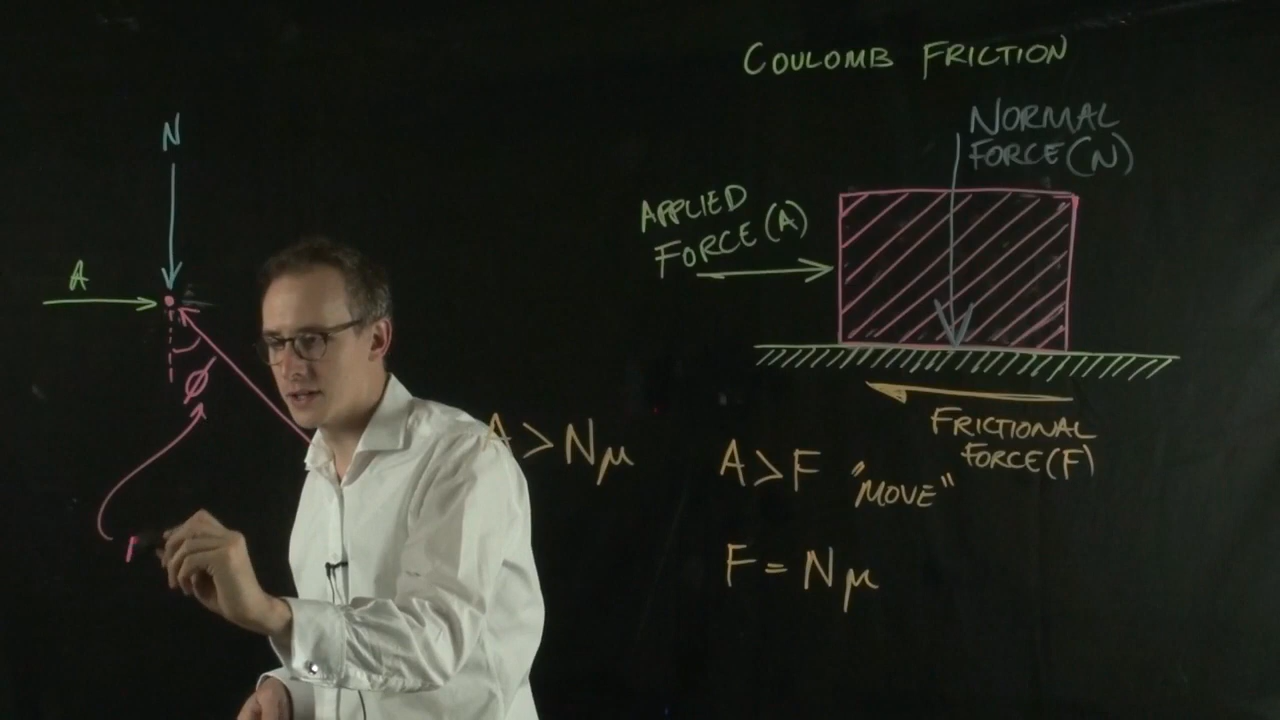 COULOMB FRICTION
NORMAL
FORCE(N)
N
APPLIED
FORCE(A)
A
φ
FRICTIONAL
FORCE(F)
A>Nμ
A>F "MOVE"
F=Nμ